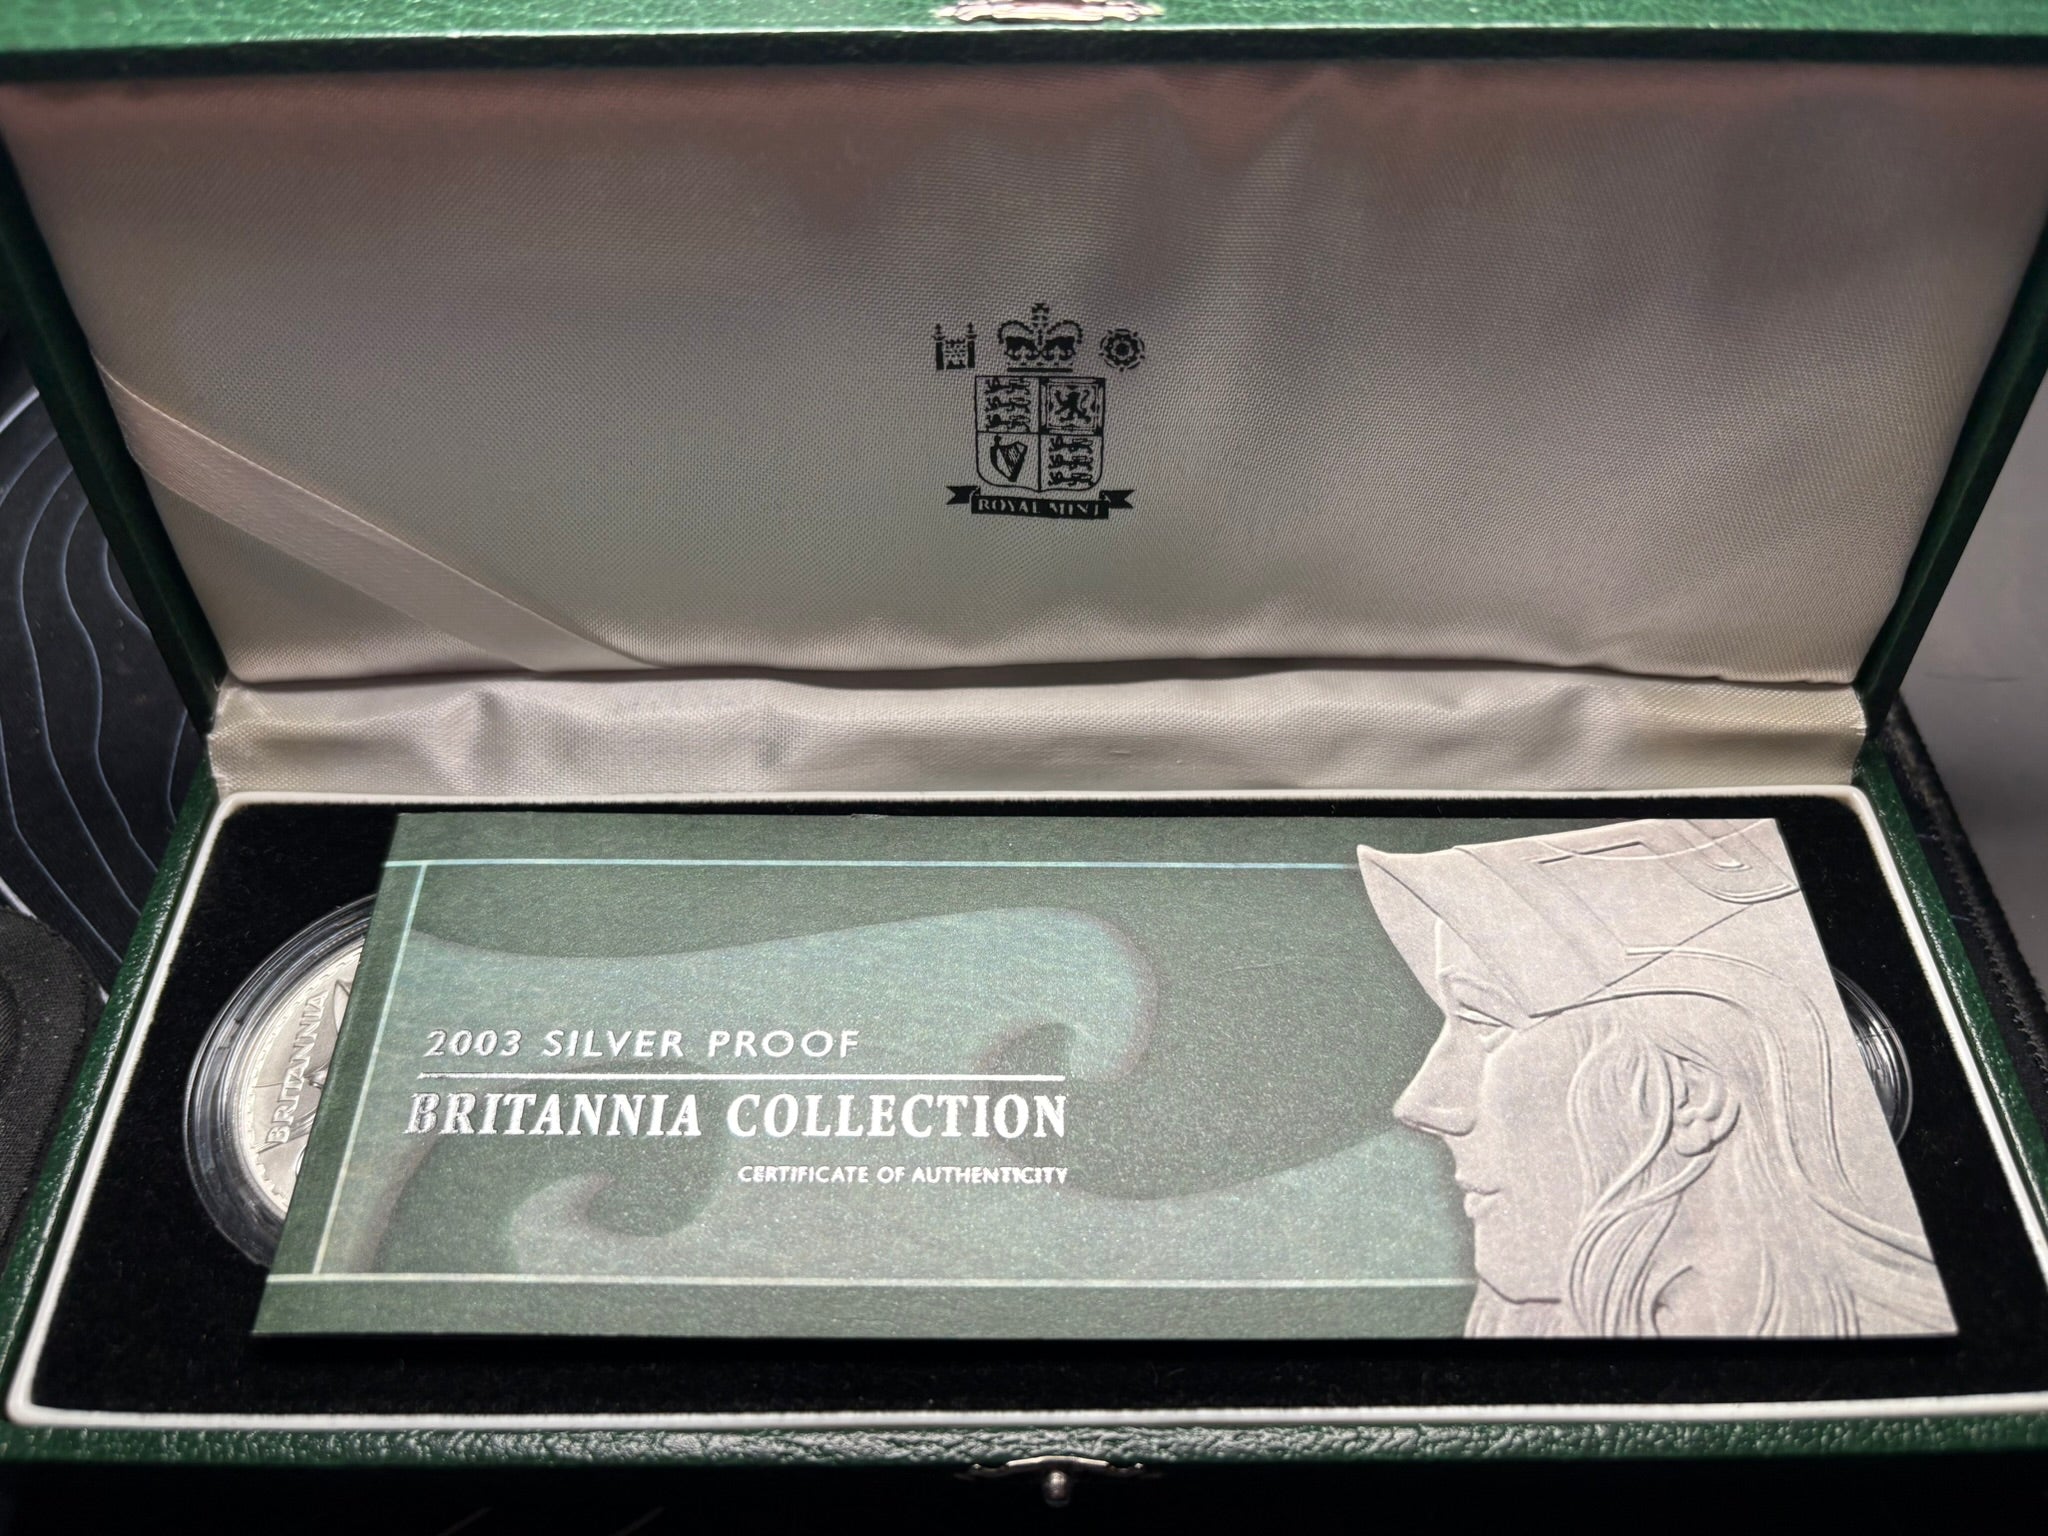 ROYAL MINT
2003 SILVER PROOF
BRITANNIA COLLECTION
CERTIFICATE OF AUTHENTICITY
BRITANNIA